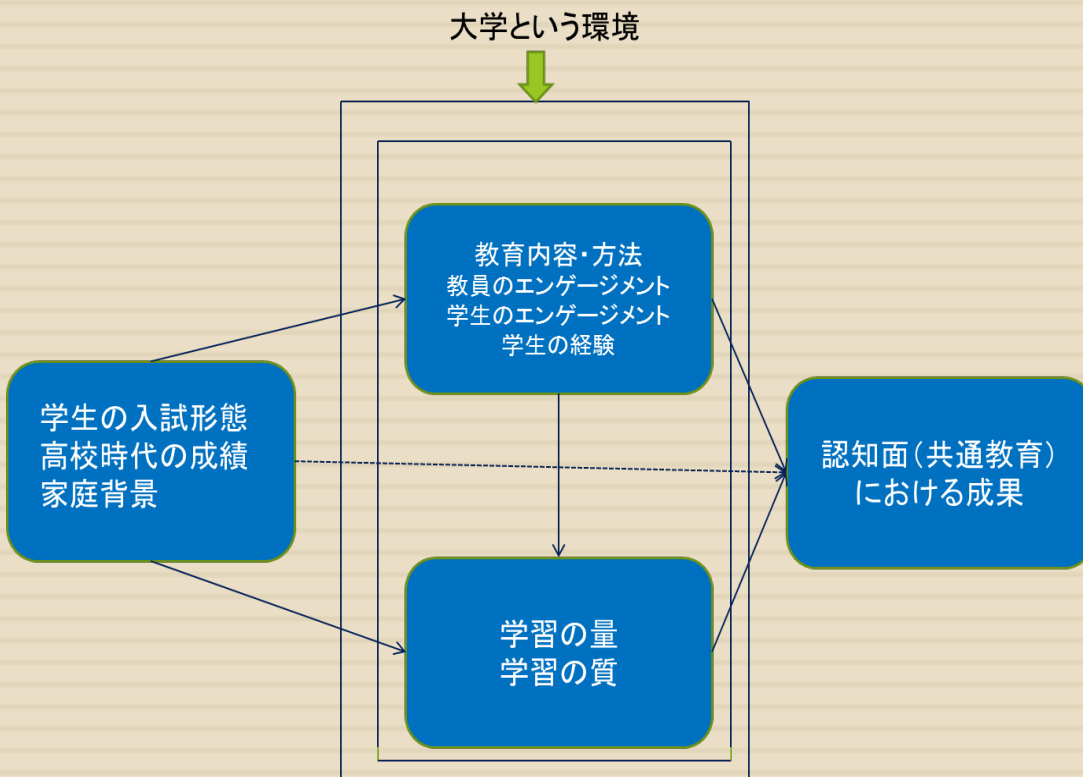 大学という環境
教育内容・方法
教員のエンゲージメント
学生のエンゲージメント
学生の経験
学生の入試形態
高校時代の成績
家庭背景
認知面(共通教育)
における成果
学習の量
学習の質